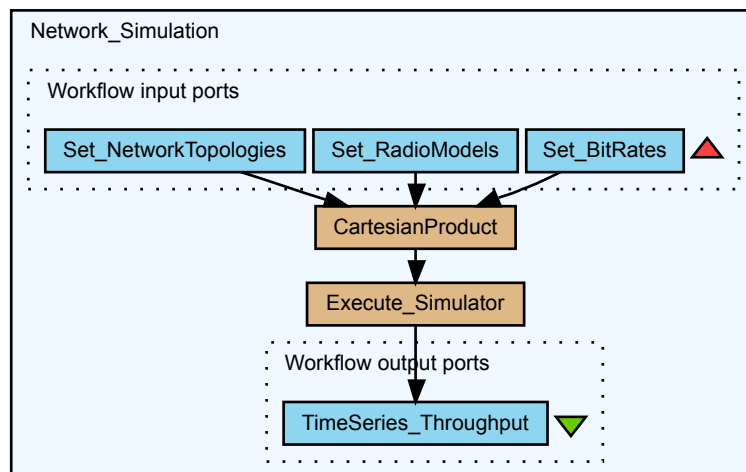 Network_Simulation
Workflow input ports
Set_NetworkTopologies
Set_RadioModels
Set_BitRates
CartesianProduct
Execute_Simulator
Workflow output ports
TimeSeries_Throughput